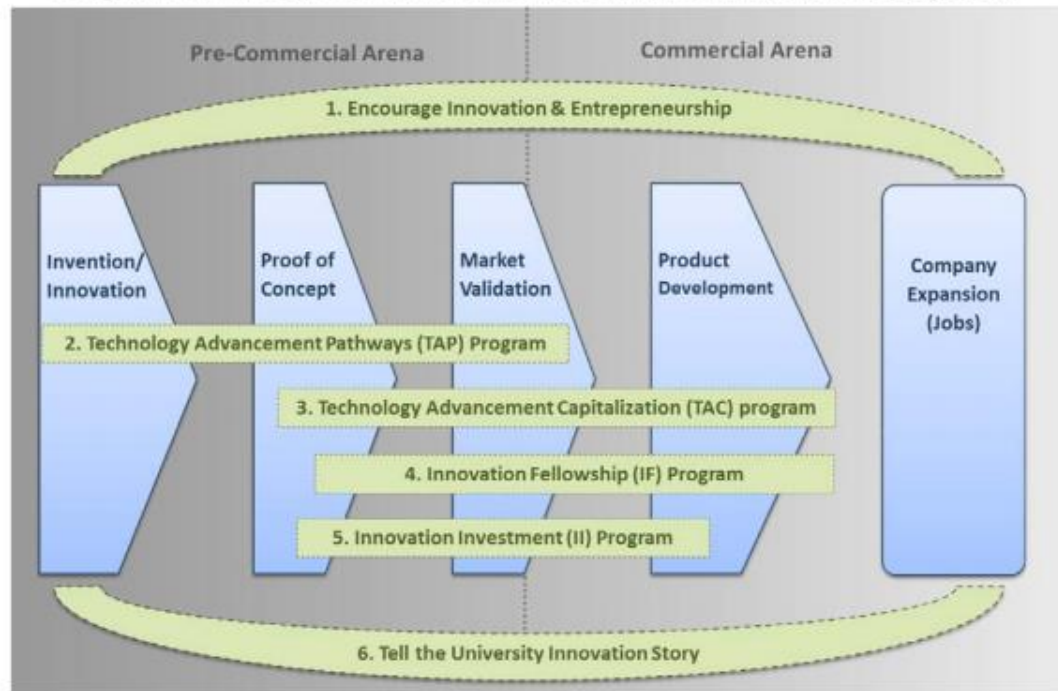 Pre-Commercial Arena
Commercial Arena
1. Encourage Innovation & Entrepreneurship
Invention/
Innovation
Proof of
Concept
Market
Validation
Product
Development
Company
Expansion
(Jobs)
2. Technology Advancement Pathways (TAP) Program
3. Technology Advancement Capitalization (TAC) program
4. Innovation Fellowship (IF) Program
5. Innovation Investment (II) Program
6. Tell the University Innovation Story